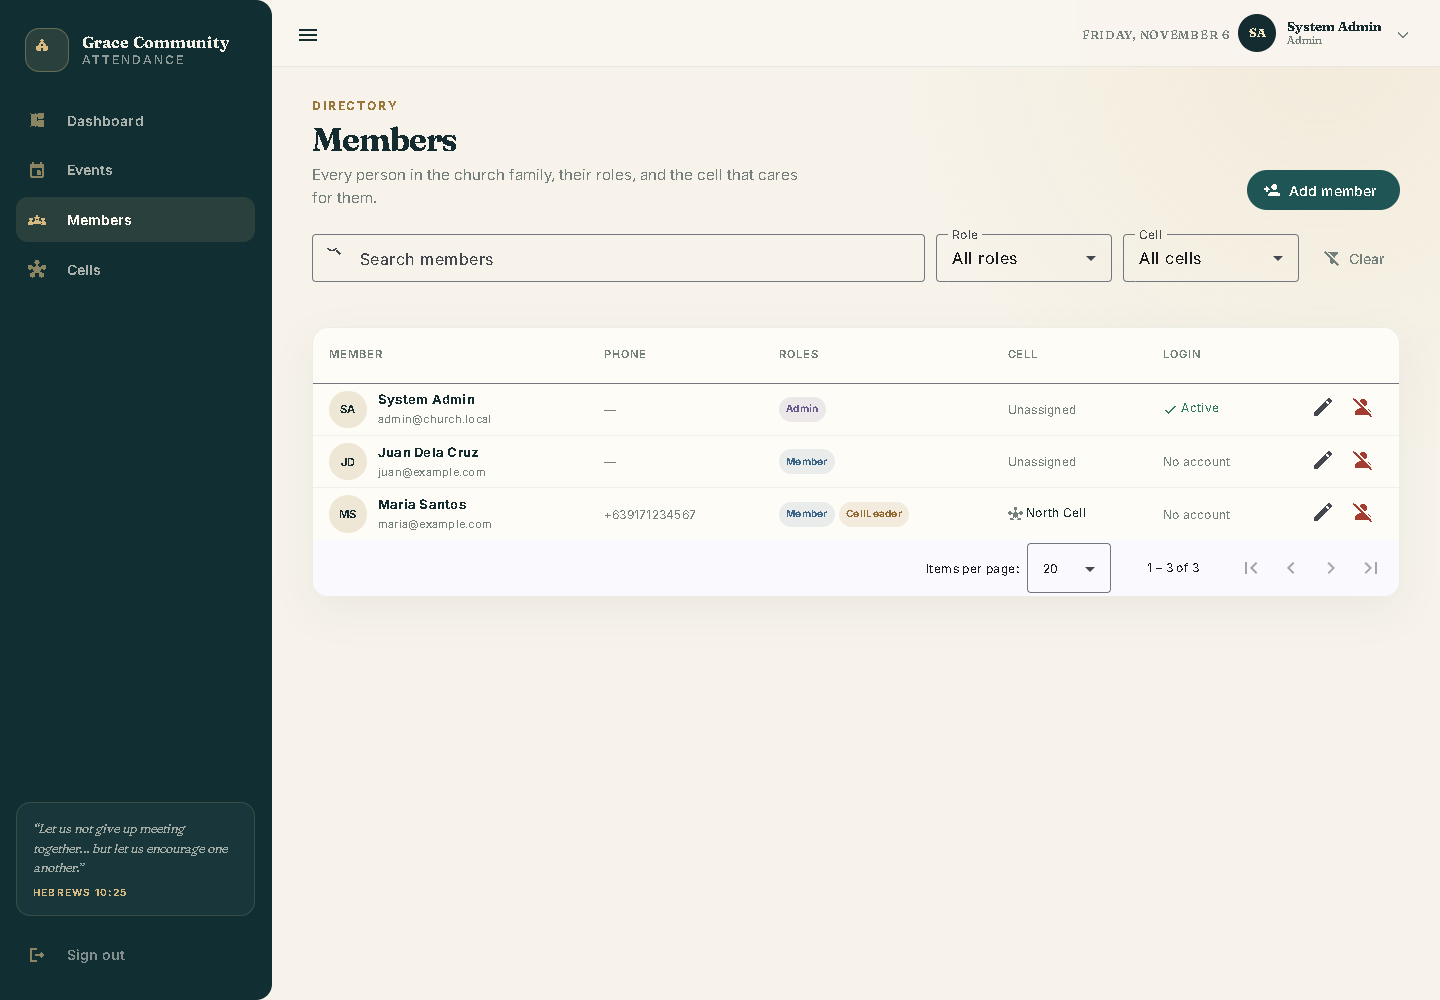 Grace Community
ATTENDANCE
Dashboard
Events
Members
Cells
“Let us not give up meeting
together… but let us encourage one
another.”
HEBREWS 10:25
Sign out
FRIDAY, NOVEMBER 6
SA
System Admin
Admin
DIRECTORY
Members
Every person in the church family, their roles, and the cell that cares
for them.
Add member
Search members
Role
All roles
Cell
All cells
Clear
MEMBER PHONE ROLES CELL LOGIN
SA System Admin
admin@church.local
— Admin Unassigned Active
JD Juan Dela Cruz
juan@example.com
— Member Unassigned No account
MS Maria Santos
maria@example.com
+639171234567 Member CellLeader North Cell No account
Items per page: 20 1 – 3 of 3